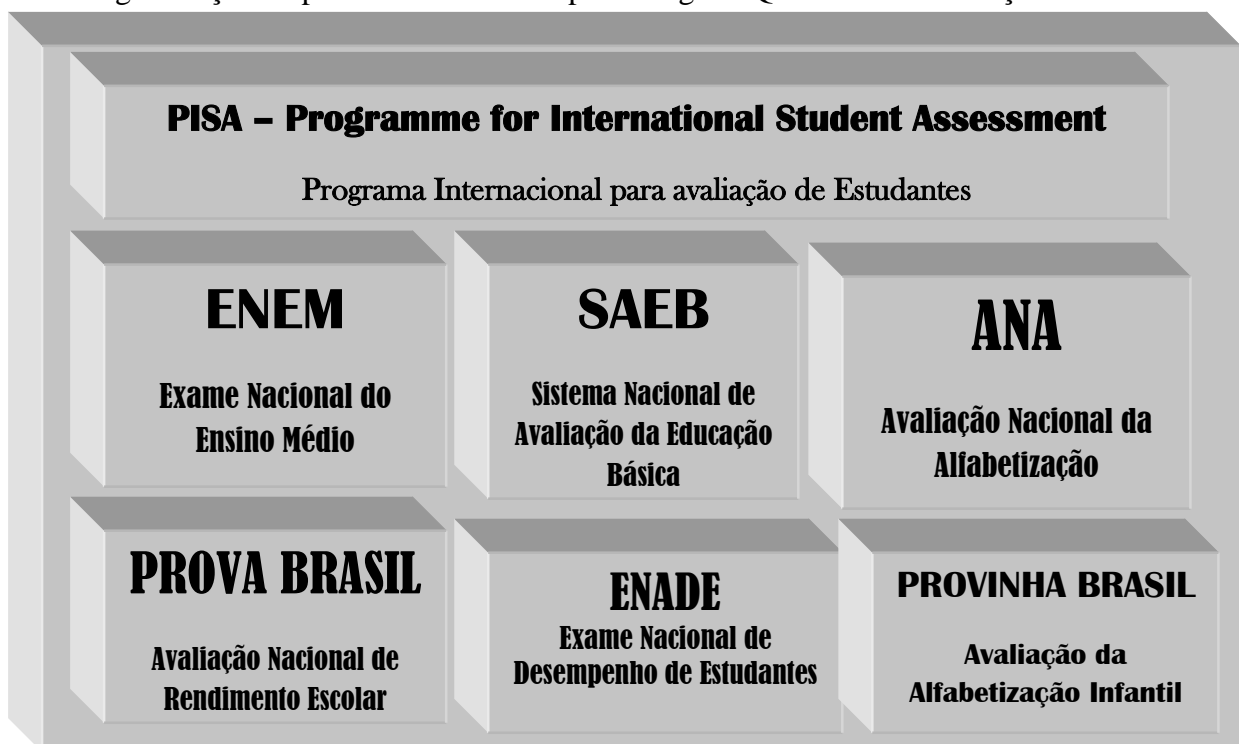 PISA – Programme for International Student Assessment
Programa Internacional para avaliação de Estudantes
ENEM
Exame Nacional do
Ensino Médio
SAEB
Sistema Nacional de
Avaliação da Educação
Básica
ANA
Avaliação Nacional da
Alfabetização
PROVA BRASIL
Avaliação Nacional de
Rendimento Escolar
ENADE
Exame Nacional de
Desempenho de Estudantes
PROVINHA BRASIL
Avaliação da
Alfabetização Infantil